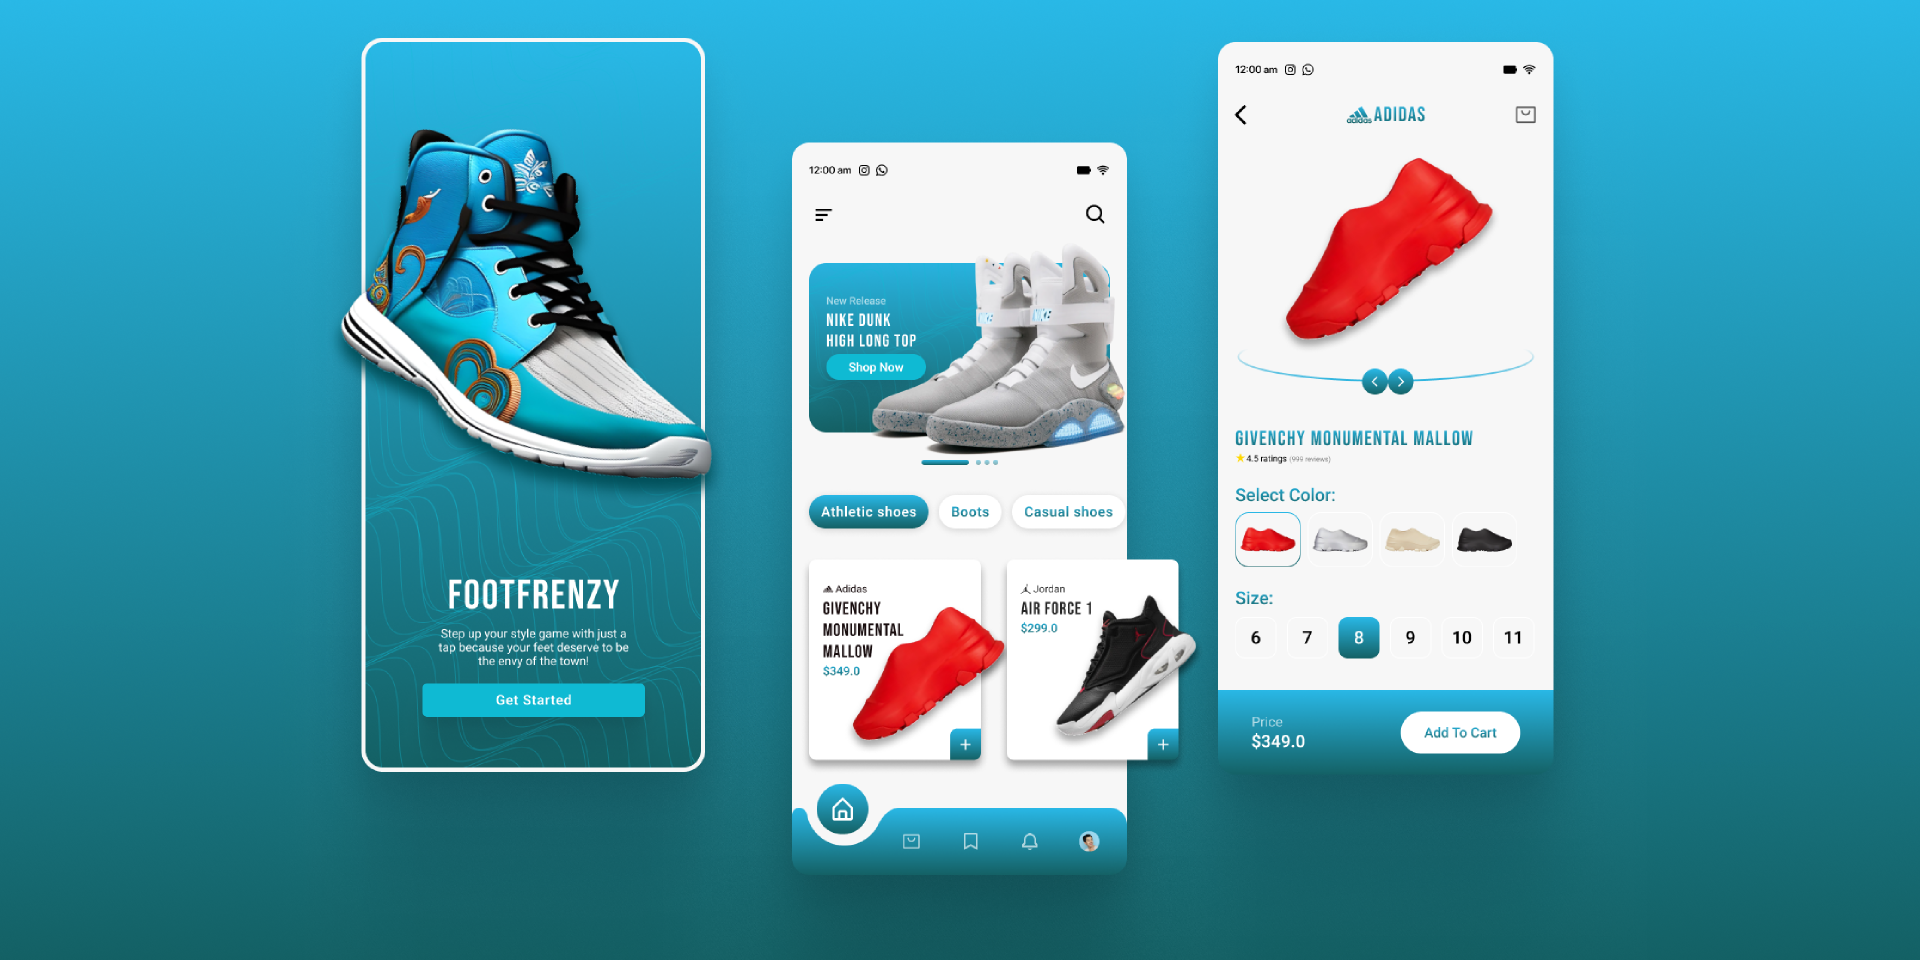 FOOTFRENZY
Step up your style game with just a
tap because your feet deserve to be
the envy of the town!
Get Started
12:00 am
New Release
NIKE DUNK
HIGH LONG TOP
Shop Now
Athletic shoes
Boots
Casual shoes
Adidas
GIVENCHY
MONUMENTAL
MALLOW
$349.0
+
Jordan
AIR FORCE 1
$299.0
+
12:00 am
adidas ADIDAS
GIVENCHY MONUMENTAL MALLOW
4.5 ratings (999 reviews)
Select Color:
Size:
6 7 8 9 10 11
Price
$349.0
Add To Cart